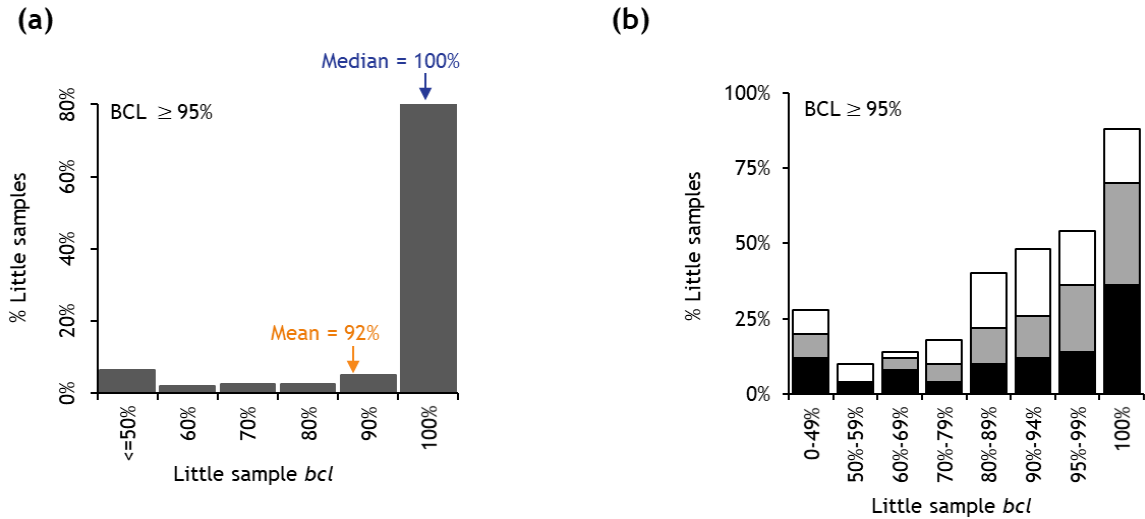 (a)
Median = 100%
BCL ≥ 95%
Mean = 92%
% Little samples
80%
60%
40%
20%
0%
<=50%
60%
70%
80%
90%
100%
Little sample bcl
(b)
BCL ≥ 95%
% Little samples
100%
75%
50%
25%
0%
0-49%
50%-59%
60%-69%
70%-79%
80%-89%
90%-94%
95%-99%
100%
Little sample bcl